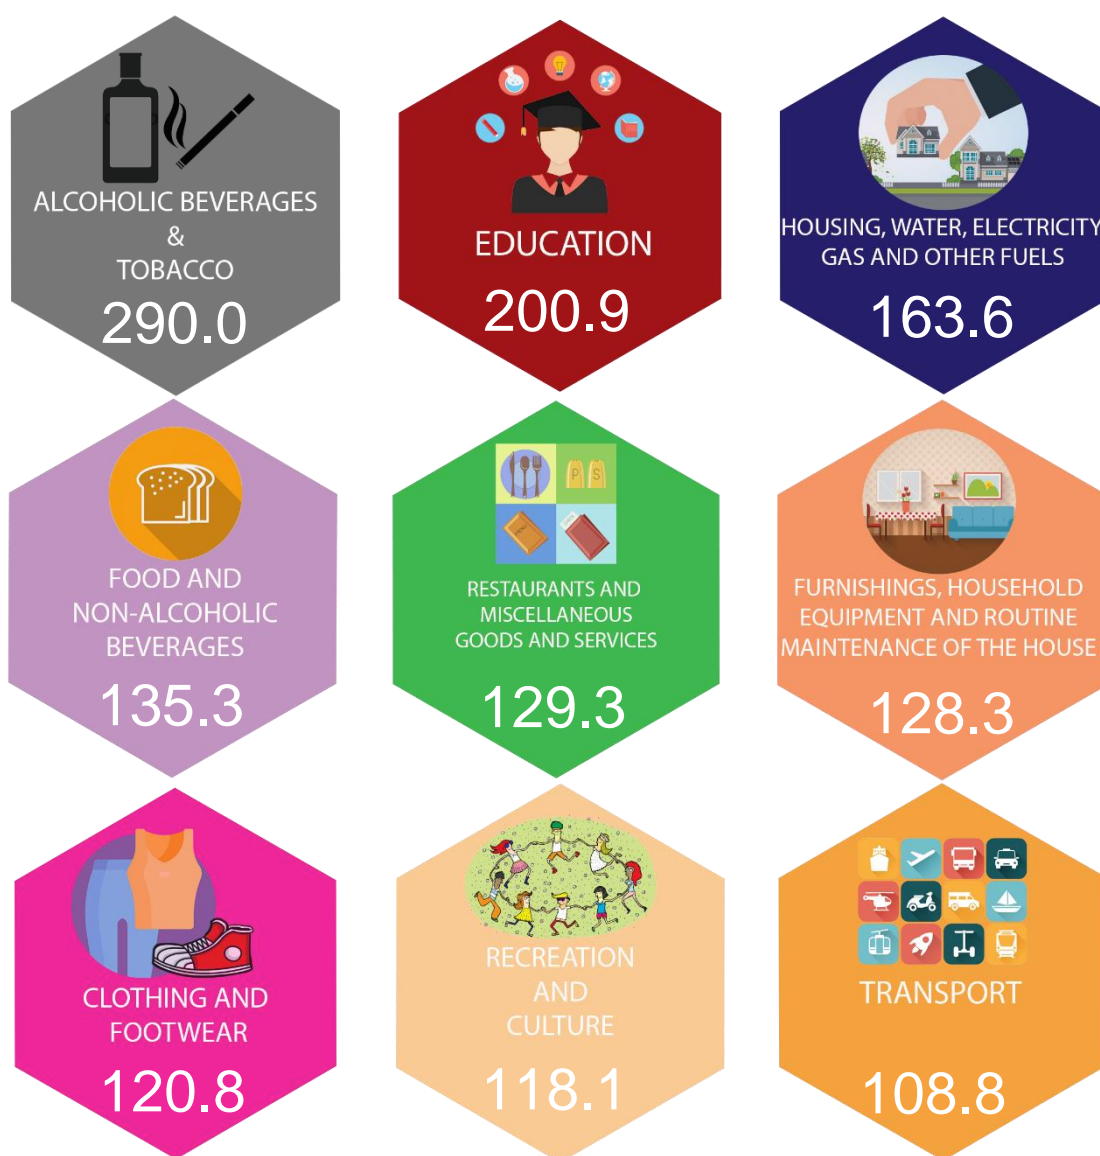 ALCOHOLIC BEVERAGES
&
TOBACCO
290.0
EDUCATION
200.9
HOUSING, WATER, ELECTRICITY
GAS AND OTHER FUELS
163.6
FOOD AND
NON-ALCOHOLIC
BEVERAGES
135.3
P S
RESTAURANTS AND
MISCELLANEOUS
GOODS AND SERVICES
129.3
FURNISHINGS, HOUSEHOLD
EQUIPMENT AND ROUTINE
MAINTENANCE OF THE HOUSE
128.3
CLOTHING AND
FOOTWEAR
120.8
RECREATION
AND
CULTURE
118.1
TRANSPORT
108.8